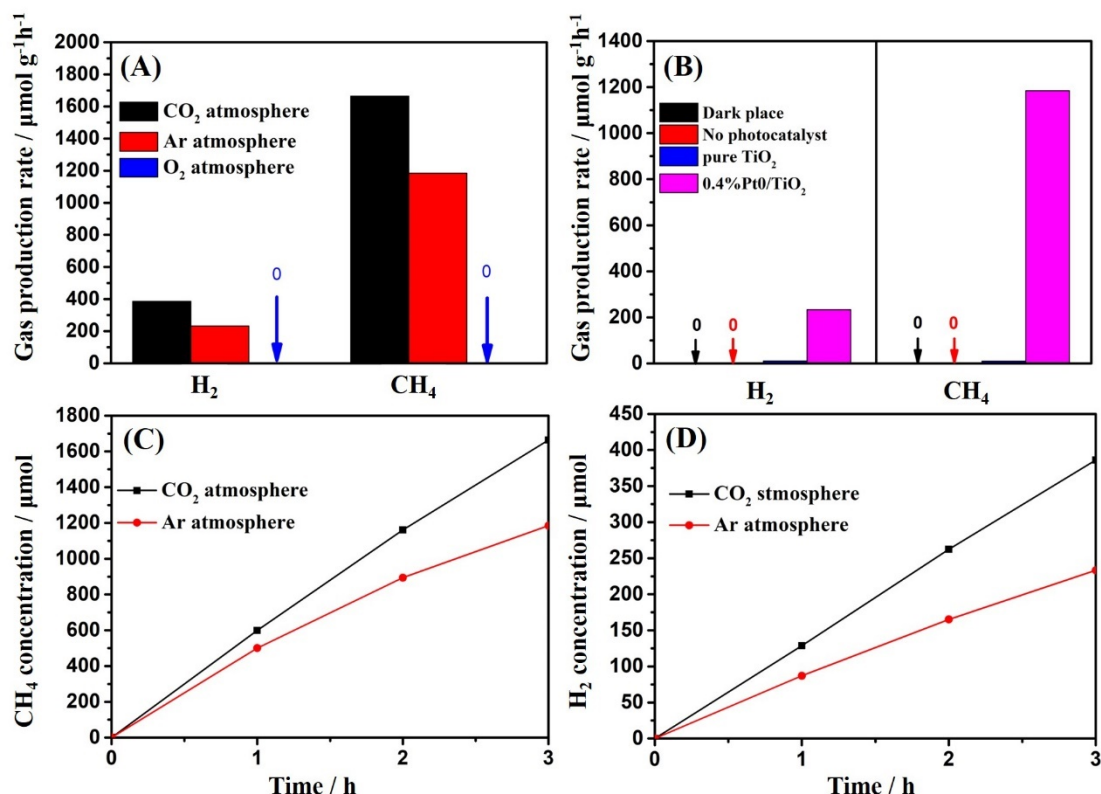 (A)
Gas production rate / µmol g⁻¹h⁻¹
2000
1800
1600
1400
1200
1000
800
600
400
200
0
CO₂ atmosphere
Ar atmosphere
O₂ atmosphere
0
0
H₂
CH₄
(B)
Gas production rate / µmol g⁻¹h⁻¹
1400
1200
1000
800
600
400
200
0
Dark place
No photocatalyst
pure TiO₂
0.4%Pt0/TiO₂
0
0
0
0
H₂
CH₄
(C)
CH₄ concentration / µmol
1800
1600
1400
1200
1000
800
600
400
200
0
CO₂ atmosphere
Ar atmosphere
0 1 2 3
Time / h
(D)
H₂ concentration / µmol
450
400
350
300
250
200
150
100
50
0
CO₂ stmosphere
Ar atmosphere
0 1 2 3
Time / h